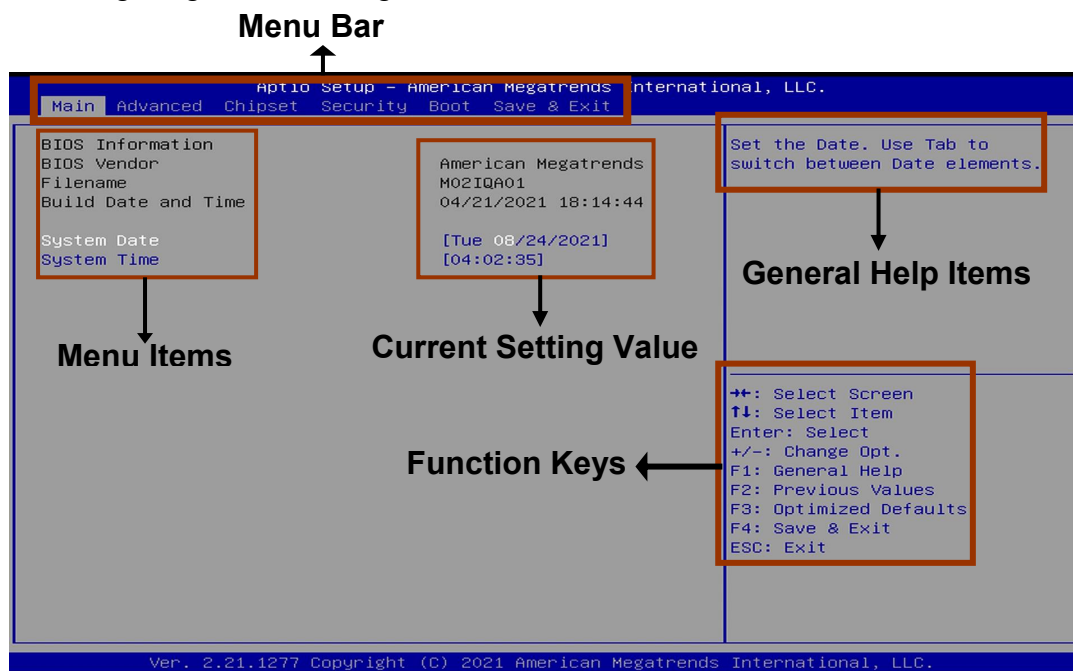 Menu Bar
Aptio Setup – American Megatrends International, LLC.
Main Advanced Chipset Security Boot Save & Exit
BIOS Information
BIOS Vendor American Megatrends
Filename M02IQA01
Build Date and Time 04/21/2021 18:14:44
System Date [Tue 08/24/2021]
System Time [04:02:35]
Set the Date. Use Tab to
switch between Date elements.
General Help Items
Menu Items
Current Setting Value
Function Keys
→←: Select Screen
↑↓: Select Item
Enter: Select
+/-: Change Opt.
F1: General Help
F2: Previous Values
F3: Optimized Defaults
F4: Save & Exit
ESC: Exit
Ver. 2.21.1277 Copyright (C) 2021 American Megatrends International, LLC.